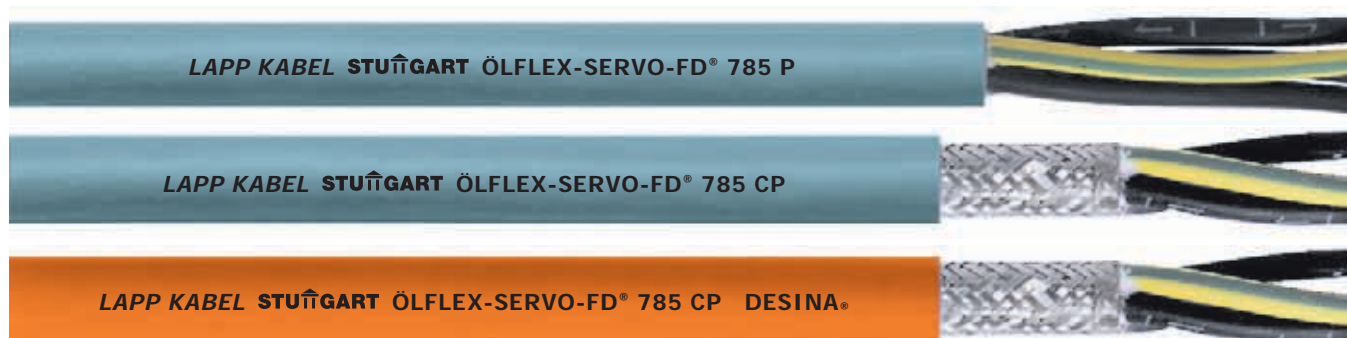 LAPP KABEL STUTTGART ÖLFLEX-SERVO-FD® 785 P
LAPP KABEL STUTTGART ÖLFLEX-SERVO-FD® 785 CP
LAPP KABEL STUTTGART ÖLFLEX-SERVO-FD® 785 CP DESINA®